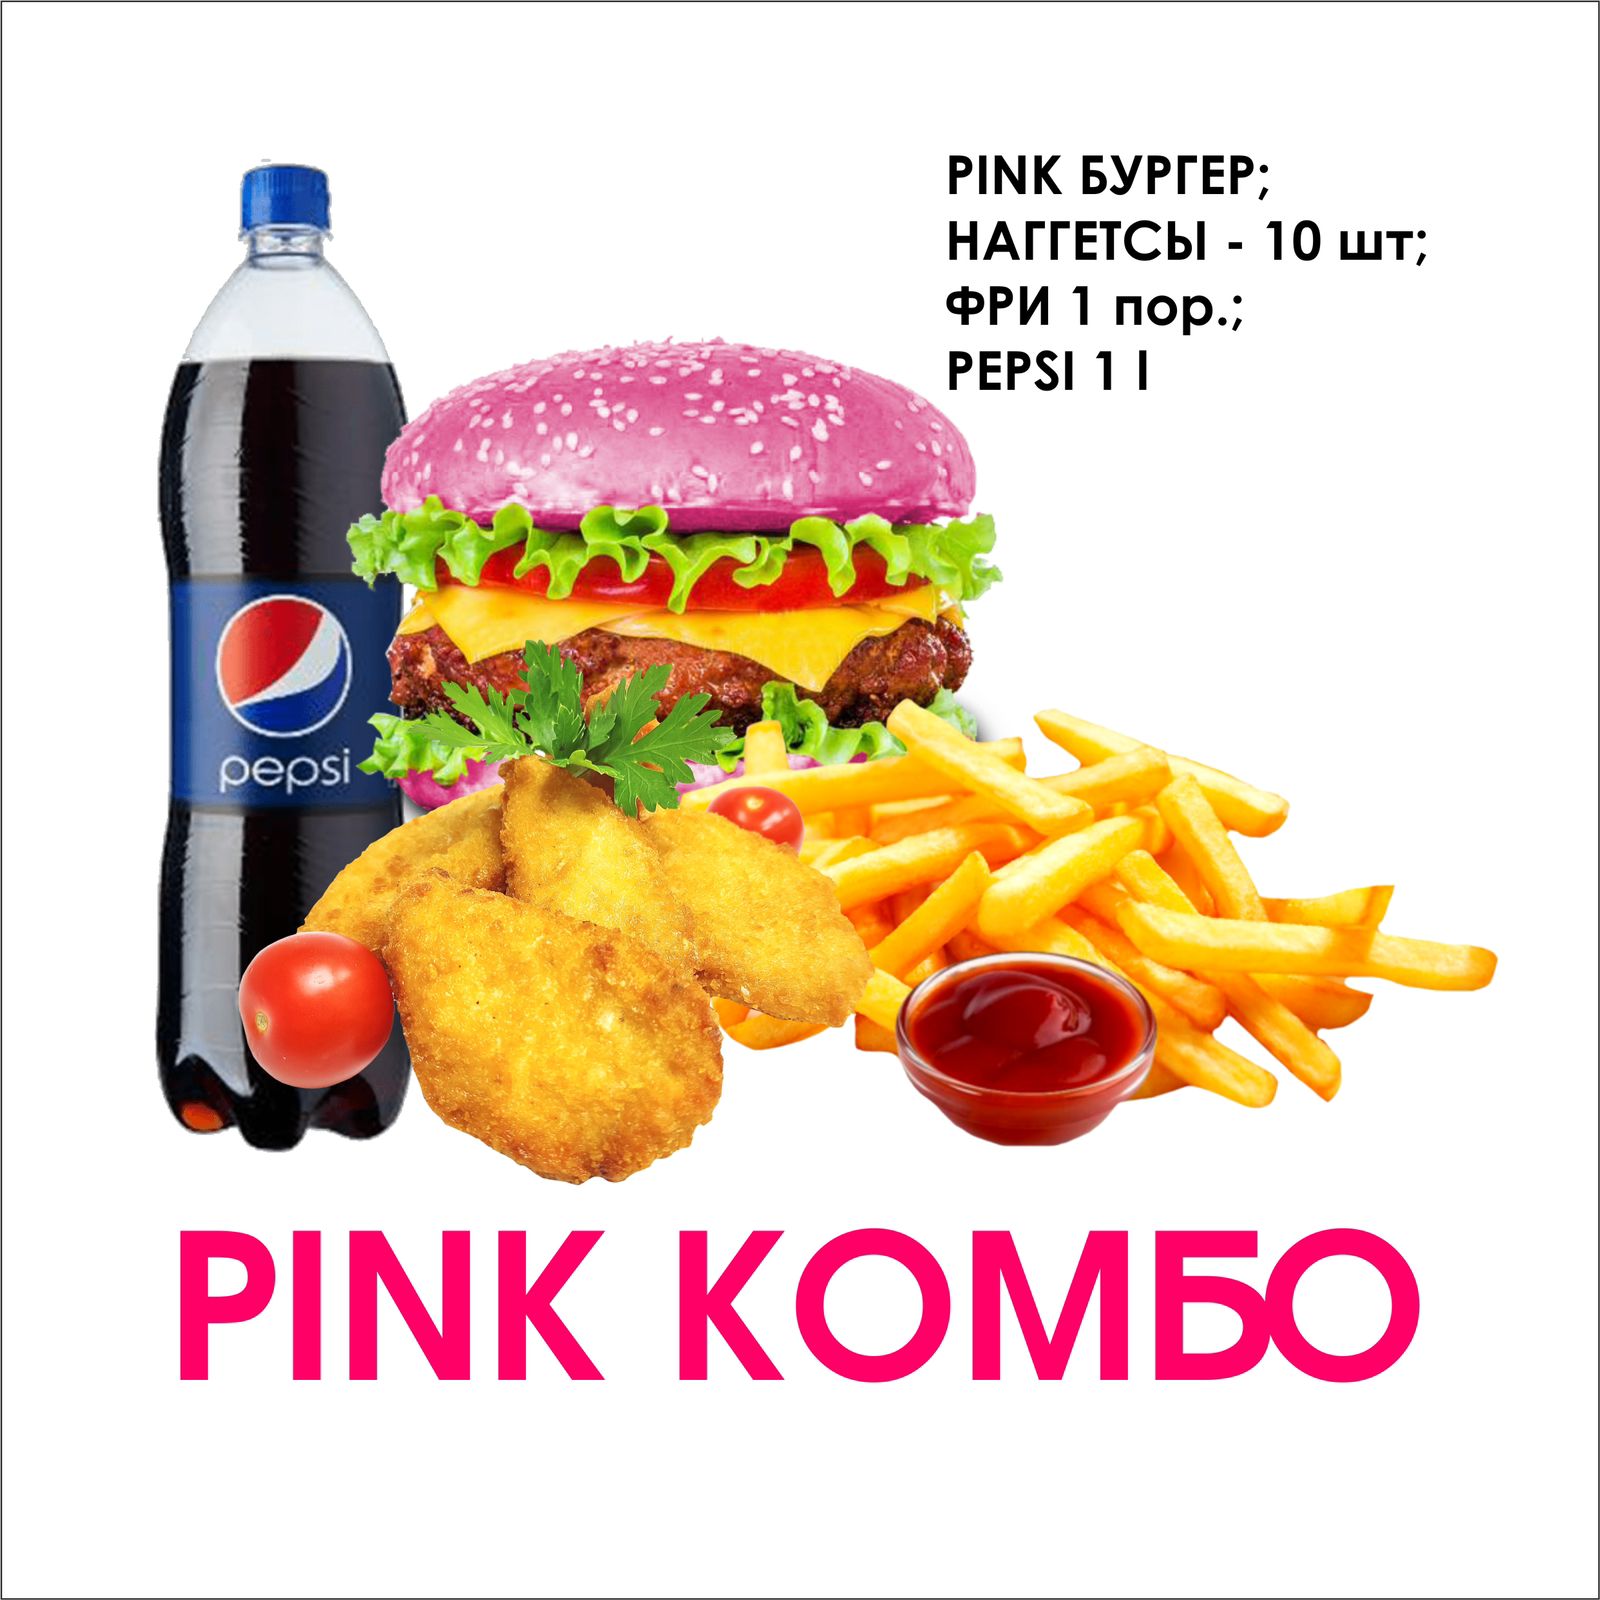 PINK БУРГЕР;
НАГГЕТСЫ - 10 шт;
ФРИ 1 пор.;
PEPSI 1 l
pepsi
PINK КОМБО